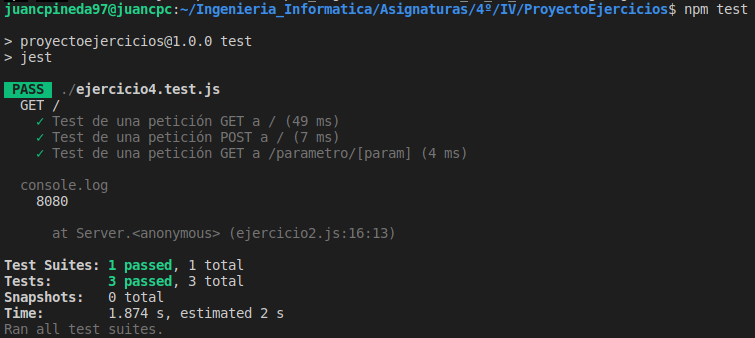 juancpineda97@juancpc:~/Ingenieria_Informatica/Asignaturas/4º/IV/ProyectoEjercicios$ npm test
> proyectoejercicios@1.0.0 test
> jest
PASS ./ejercicio4.test.js
GET /
✓ Test de una petición GET a / (49 ms)
✓ Test de una petición POST a / (7 ms)
✓ Test de una petición GET a /parametro/[param] (4 ms)
console.log
8080
at Server.<anonymous> (ejercicio2.js:16:13)
Test Suites: 1 passed, 1 total
Tests: 3 passed, 3 total
Snapshots: 0 total
Time: 1.874 s, estimated 2 s
Ran all test suites.